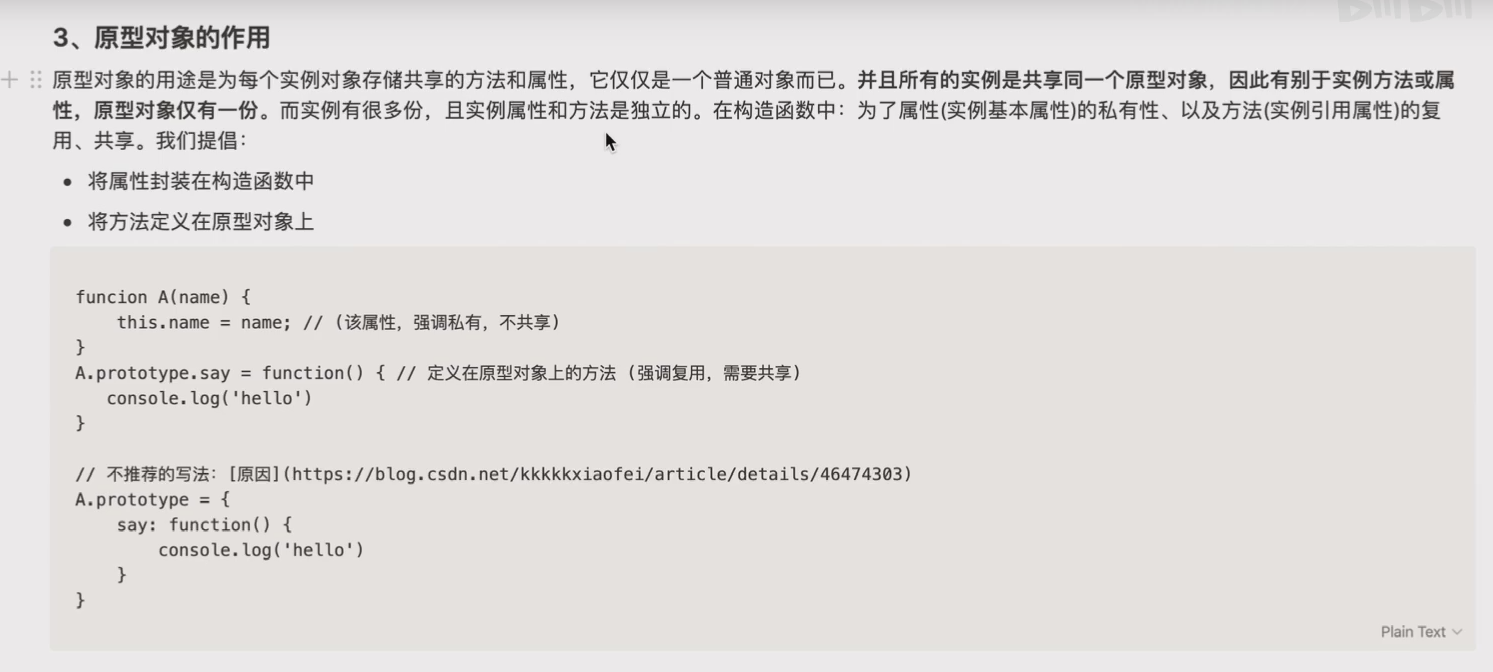 3、原型对象的作用
原型对象的用途是为每个实例对象存储共享的方法和属性，它仅仅是一个普通对象而已。并且所有的实例是共享同一个原型对象，因此有别于实例方法或属
性，原型对象仅有一份。而实例有很多份，且实例属性和方法是独立的。在构造函数中：为了属性(实例基本属性)的私有性、以及方法(实例引用属性)的复
用、共享。我们提倡：
• 将属性封装在构造函数中
• 将方法定义在原型对象上
funcion A(name) {
    this.name = name; // (该属性，强调私有，不共享)
}
A.prototype.say = function() { // 定义在原型对象上的方法 (强调复用，需要共享)
   console.log('hello')
}
// 不推荐的写法：[原因](https://blog.csdn.net/kkkkkxiaofei/article/details/46474303)
A.prototype = {
    say: function() {
        console.log('hello')
    }
}
Plain Text